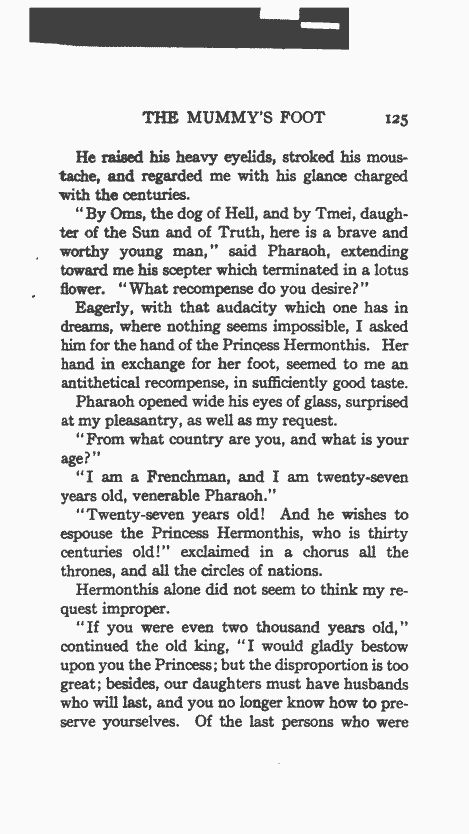 THE MUMMY'S FOOT 125
He raised his heavy eyelids, stroked his mous-
tache, and regarded me with his glance charged
with the centuries.
"By Oms, the dog of Hell, and by Tmei, daugh-
ter of the Sun and of Truth, here is a brave and
worthy young man," said Pharaoh, extending
toward me his scepter which terminated in a lotus
flower. "What recompense do you desire?"
Eagerly, with that audacity which one has in
dreams, where nothing seems impossible, I asked
him for the hand of the Princess Hermonthis. Her
hand in exchange for her foot, seemed to me an
antithetical recompense, in sufficiently good taste.
Pharaoh opened wide his eyes of glass, surprised
at my pleasantry, as well as my request.
"From what country are you, and what is your
age?"
"I am a Frenchman, and I am twenty-seven
years old, venerable Pharaoh."
"Twenty-seven years old! And he wishes to
espouse the Princess Hermonthis, who is thirty
centuries old!" exclaimed in a chorus all the
thrones, and all the circles of nations.
Hermonthis alone did not seem to think my re-
quest improper.
"If you were even two thousand years old,"
continued the old king, "I would gladly bestow
upon you the Princess; but the disproportion is too
great; besides, our daughters must have husbands
who will last, and you no longer know how to pre-
serve yourselves. Of the last persons who were